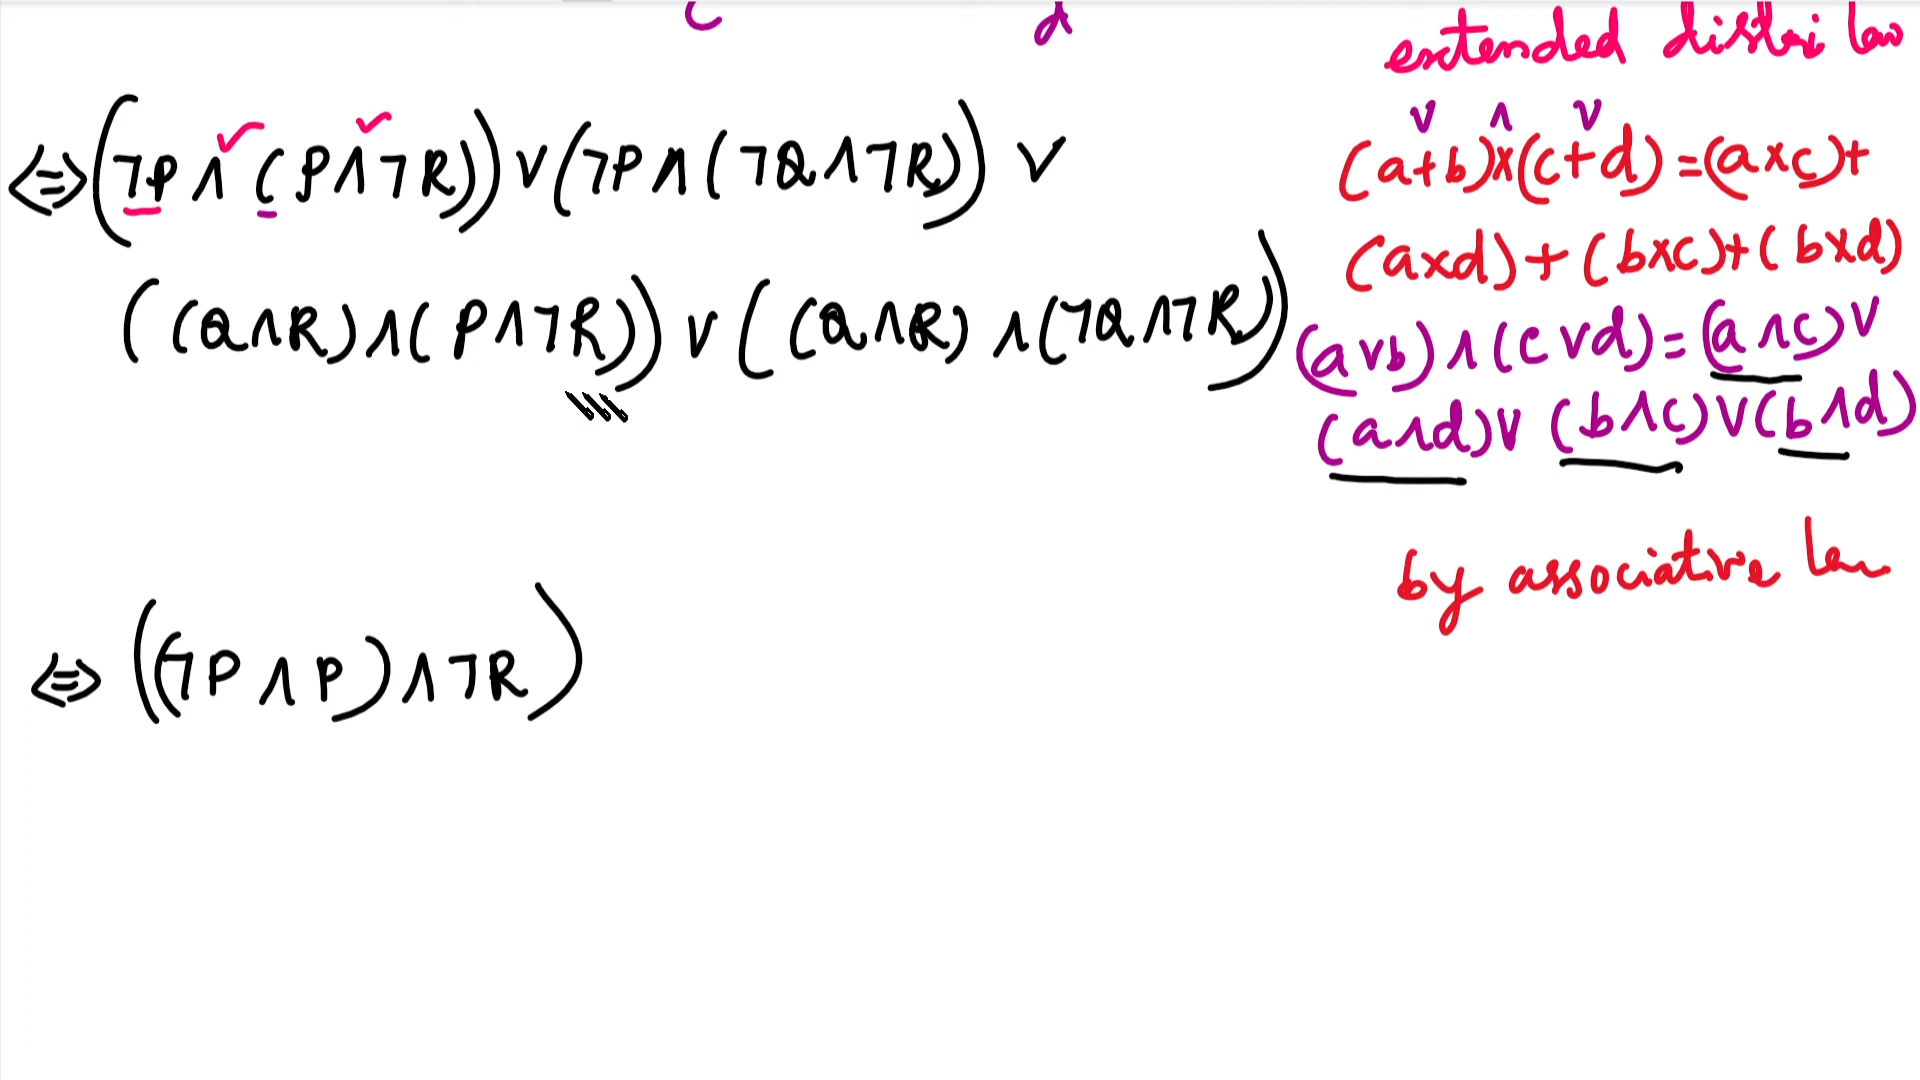 c d
extended distri law
⇔ (¬P ∧ (P ∧ ¬R)) ∨ (¬P ∧ (¬Q ∧ ¬R)) ∨
((Q ∧ R) ∧ (P ∧ ¬R)) ∨ ((Q ∧ R) ∧ (¬Q ∧ ¬R))
∨ ∧ ∨
(a+b)×(c+d) = (a×c)+
(a×d)+(b×c)+(b×d)
(a∨b)∧(c∨d) = (a∧c)∨
(a∧d)∨(b∧c)∨(b∧d)
by associative law
⇔ ((¬P ∧ P) ∧ ¬R)